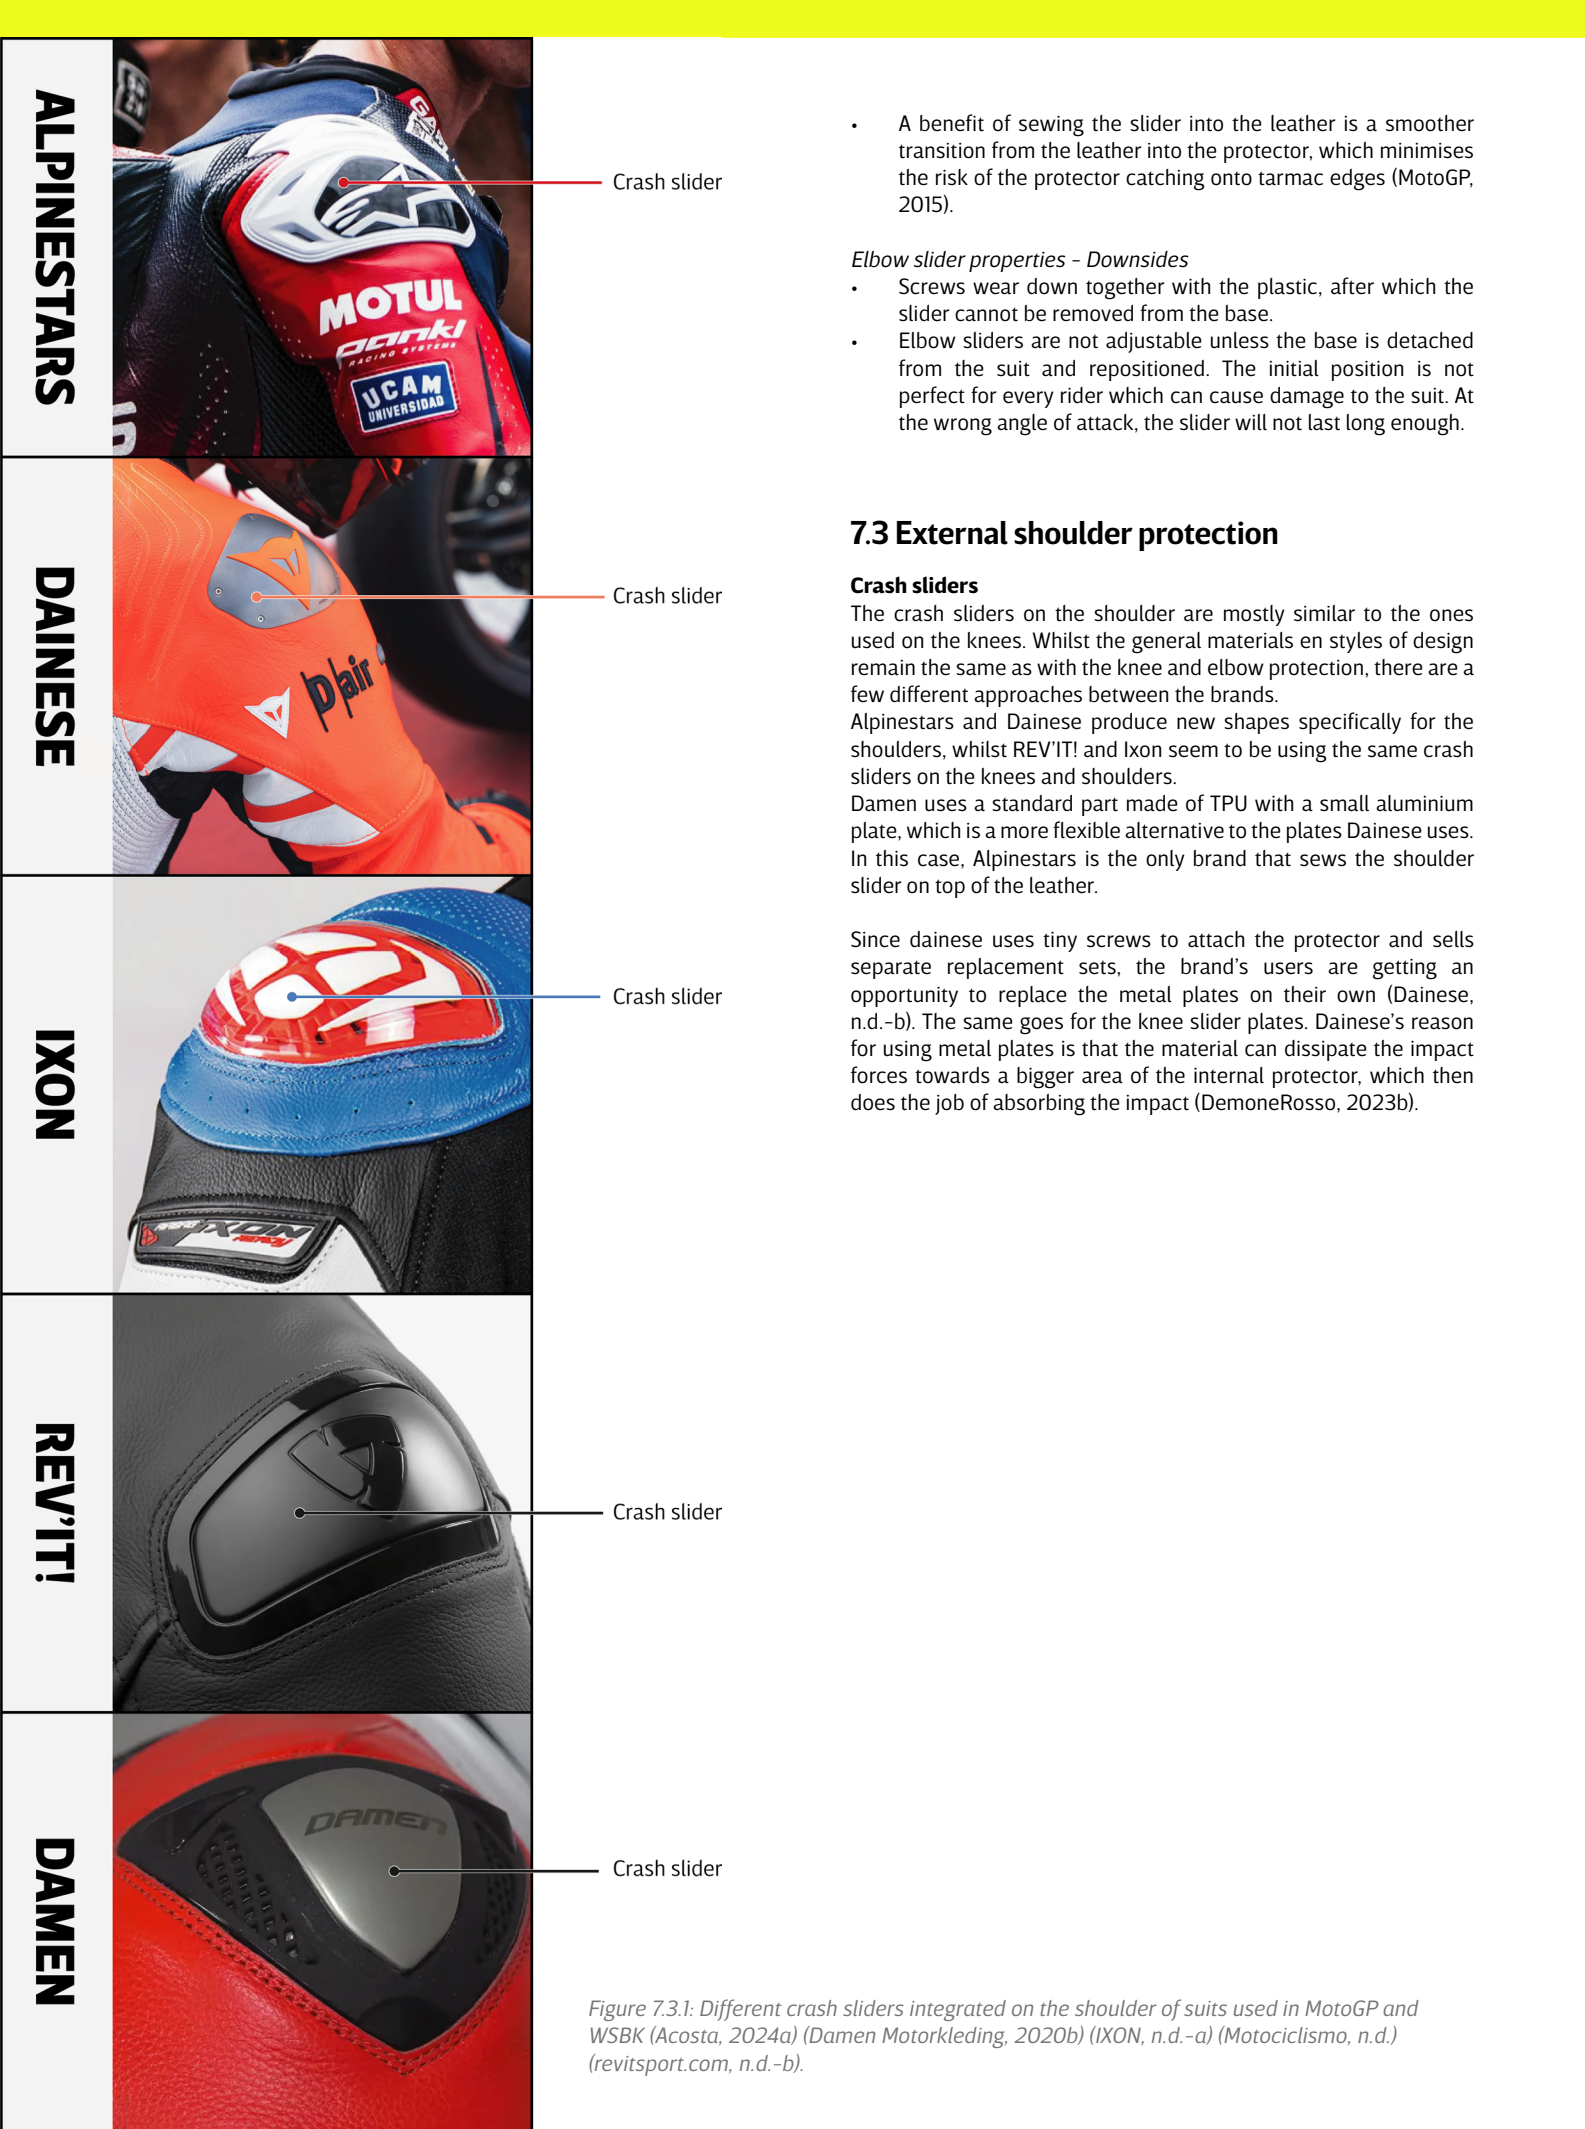 ALPINESTARS
MOTUL
pankl
RACING SYSTEMS
UCAM
UNIVERSIDAD
Crash slider
DAINESE
D|air
Crash slider
IXON
IXON
Crash slider
REV'IT!
Crash slider
DAMEN
DAMEN
Crash slider
• A benefit of sewing the slider into the leather is a smoother
transition from the leather into the protector, which minimises
the risk of the protector catching onto tarmac edges (MotoGP,
2015).
Elbow slider properties - Downsides
• Screws wear down together with the plastic, after which the
slider cannot be removed from the base.
• Elbow sliders are not adjustable unless the base is detached
from the suit and repositioned. The initial position is not
perfect for every rider which can cause damage to the suit. At
the wrong angle of attack, the slider will not last long enough.
7.3 External shoulder protection
Crash sliders
The crash sliders on the shoulder are mostly similar to the ones
used on the knees. Whilst the general materials en styles of design
remain the same as with the knee and elbow protection, there are a
few different approaches between the brands.
Alpinestars and Dainese produce new shapes specifically for the
shoulders, whilst REV'IT! and Ixon seem to be using the same crash
sliders on the knees and shoulders.
Damen uses a standard part made of TPU with a small aluminium
plate, which is a more flexible alternative to the plates Dainese uses.
In this case, Alpinestars is the only brand that sews the shoulder
slider on top of the leather.
Since dainese uses tiny screws to attach the protector and sells
separate replacement sets, the brand's users are getting an
opportunity to replace the metal plates on their own (Dainese,
n.d.-b). The same goes for the knee slider plates. Dainese's reason
for using metal plates is that the material can dissipate the impact
forces towards a bigger area of the internal protector, which then
does the job of absorbing the impact (DemoneRosso, 2023b).
Figure 7.3.1: Different crash sliders integrated on the shoulder of suits used in MotoGP and
WSBK (Acosta, 2024a) (Damen Motorkleding, 2020b) (IXON, n.d.-a) (Motociclismo, n.d.)
(revitsport.com, n.d.-b).